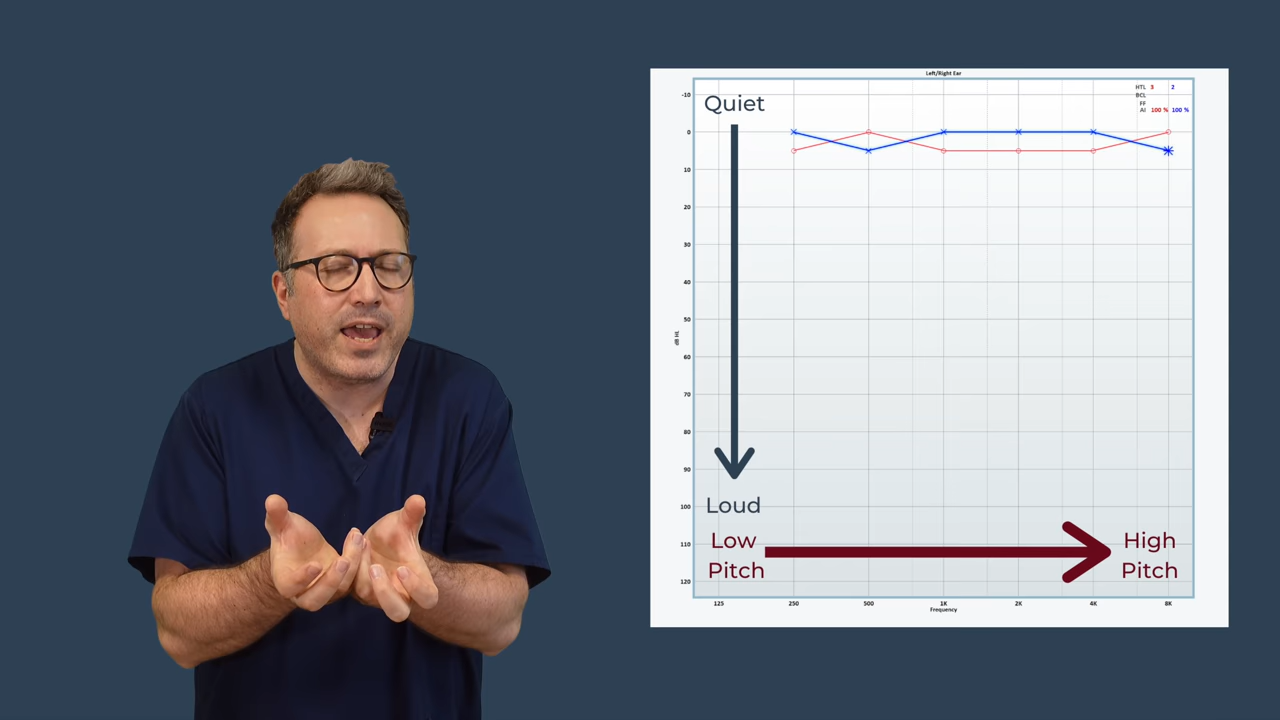 Left/Right Ear
Quiet
HTL 3 2
BCL
FF
AI 100 % 100 %
-10
0
10
20
30
40
50
60
70
80
90
100
110
120
dB HL
Loud
Low
Pitch
High
Pitch
125 250 500 1K 2K 4K 8K
Frequency